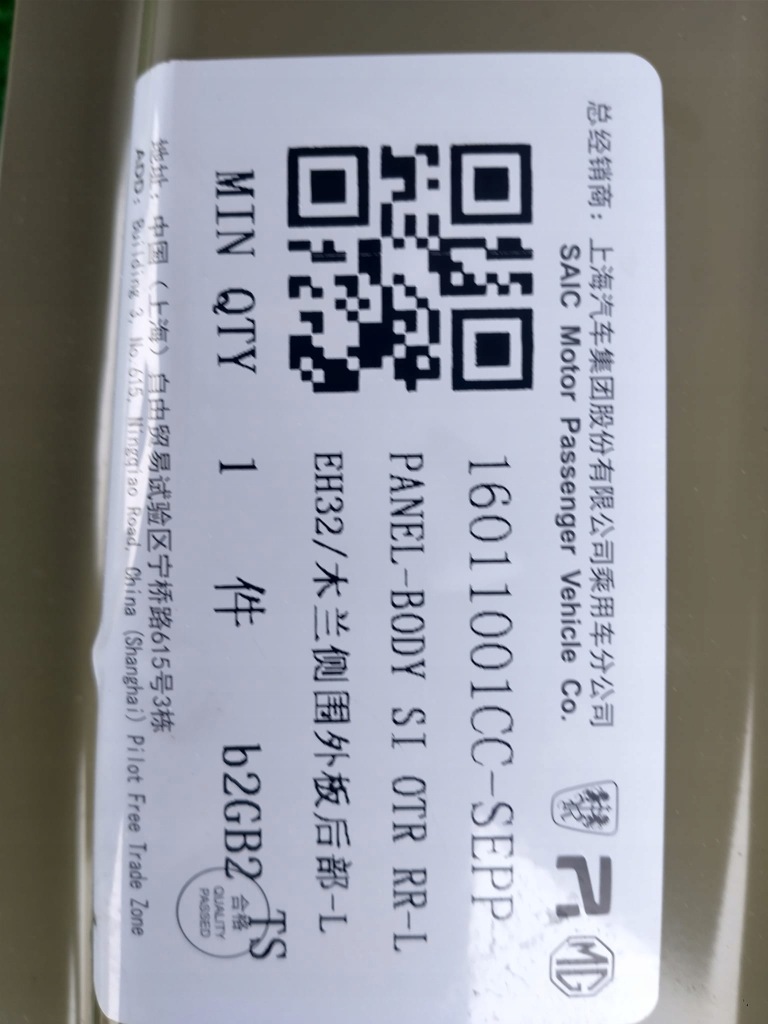 总经销商：上海汽车集团股份有限公司乘用车分公司
SAIC Motor Passenger Vehicle Co.
MG
16011001CC-SEPP
PANEL-BODY SI OTR RR-L
EH32/木兰侧围外板后部-L
MIN QTY 1 件 b2GB2 TS
合格
QUALITY
PASSED
地址：中国（上海）自由贸易试验区宁桥路615号3栋
ADD: Building 3, No.615, Ningqiao Road, China (Shanghai) Pilot Free Trade Zone